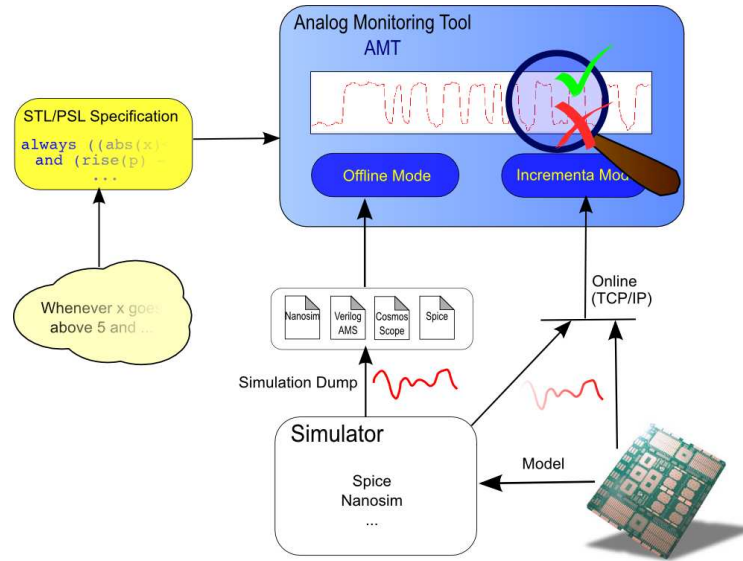 Analog Monitoring Tool
AMT
STL/PSL Specification
always ((abs(x)
and (rise(p) -
...
Offline Mode
Incrementa Mod
Whenever x goes
above 5 and ...
Online
(TCP/IP)
Nanosim
Verilog
AMS
Cosmos
Scope
Spice
Simulation Dump
Simulator
Model
Spice
Nanosim
...